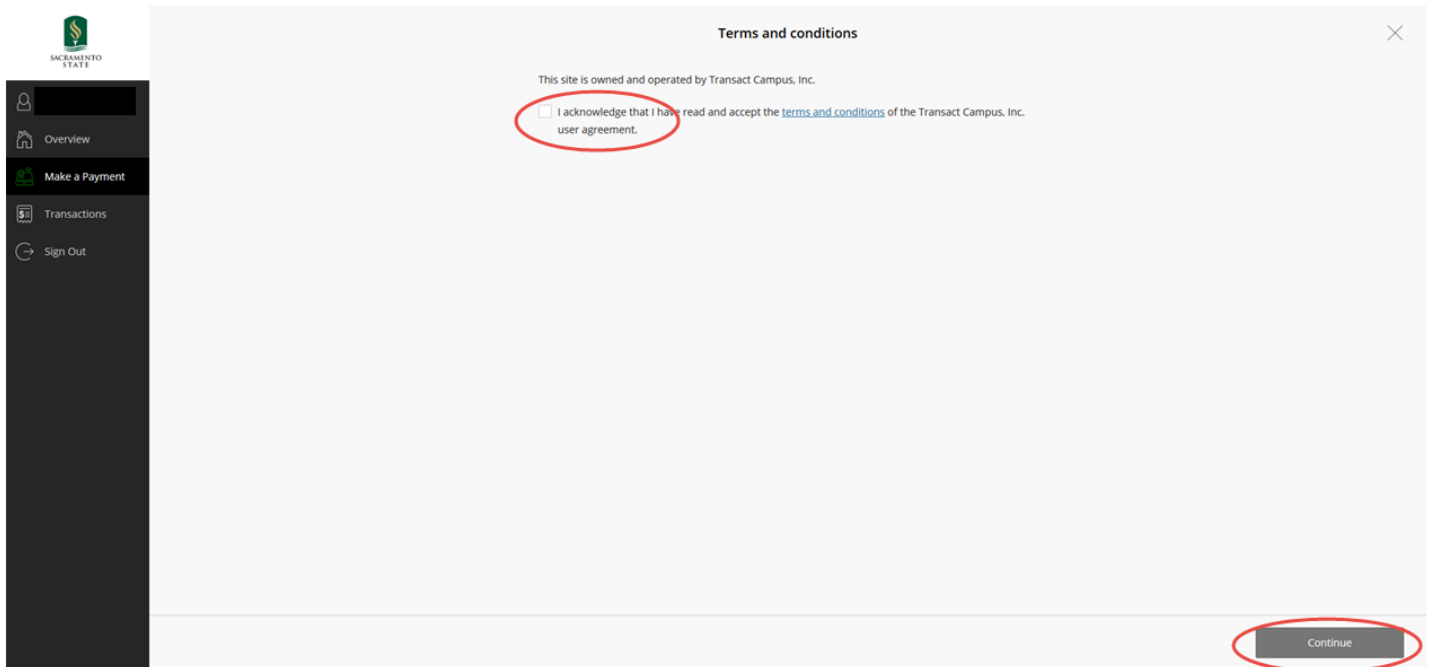 SACRAMENTO
STATE
Overview
Make a Payment
Transactions
Sign Out
Terms and conditions
This site is owned and operated by Transact Campus, Inc.
I acknowledge that I have read and accept the terms and conditions of the Transact Campus, Inc.
user agreement.
Continue